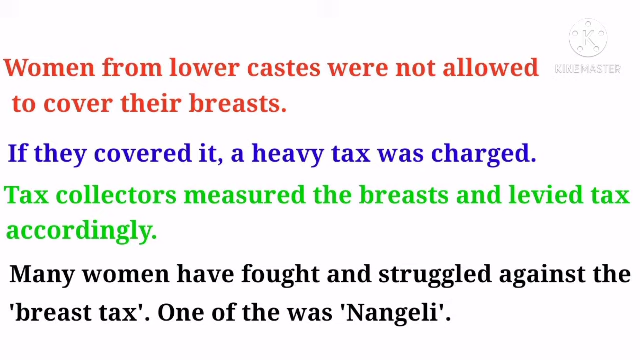 KINEMASTER
Women from lower castes were not allowed
to cover their breasts.
If they covered it, a heavy tax was charged.
Tax collectors measured the breasts and levied tax
accordingly.
Many women have fought and struggled against the
'breast tax'. One of the was 'Nangeli'.